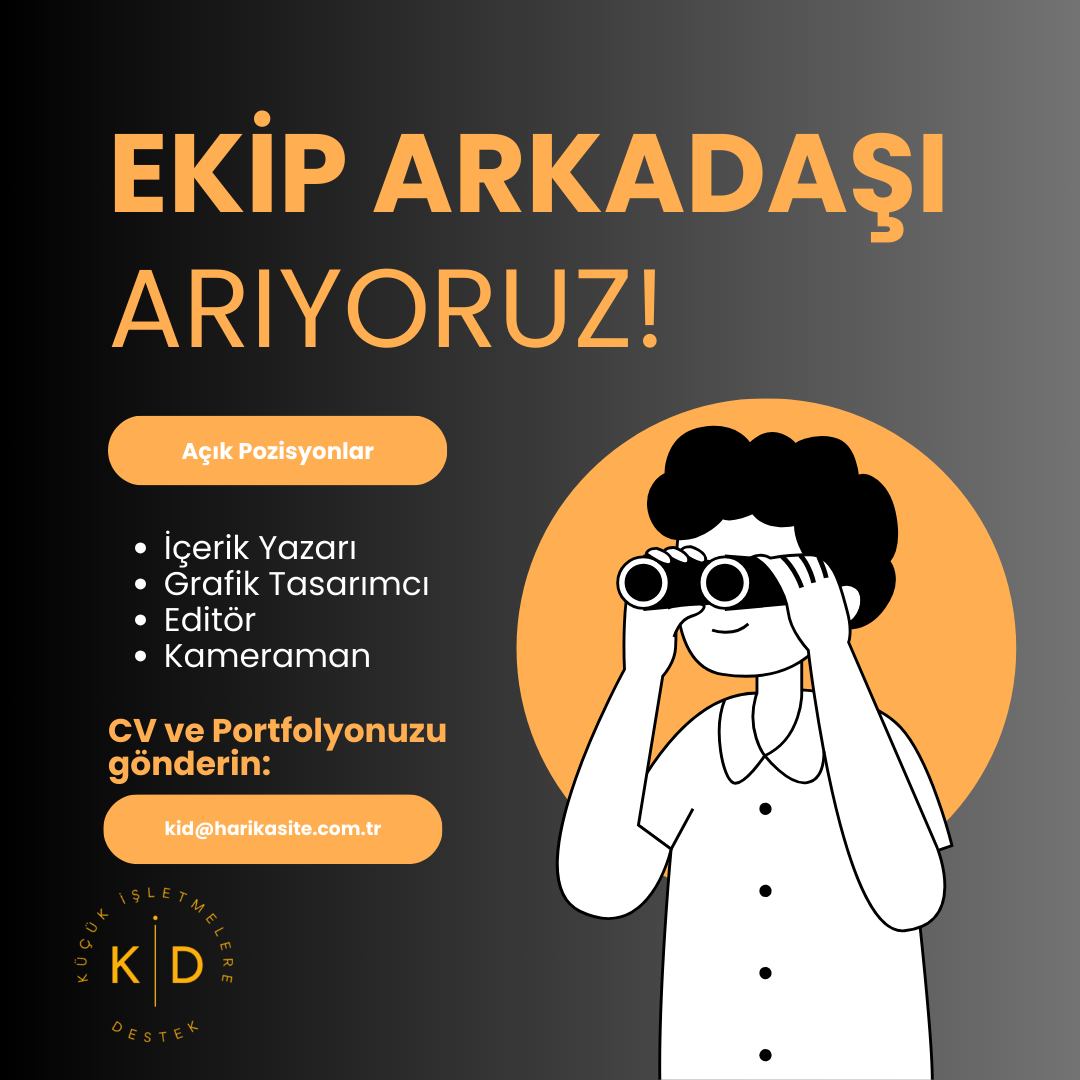 EKİP ARKADAŞI
ARIYORUZ!
Açık Pozisyonlar
• İçerik Yazarı
• Grafik Tasarımcı
• Editör
• Kameraman
CV ve Portfolyonuzu
gönderin:
kid@harikasite.com.tr
KÜÇÜK İŞLETMELERE
KİD
DESTEK